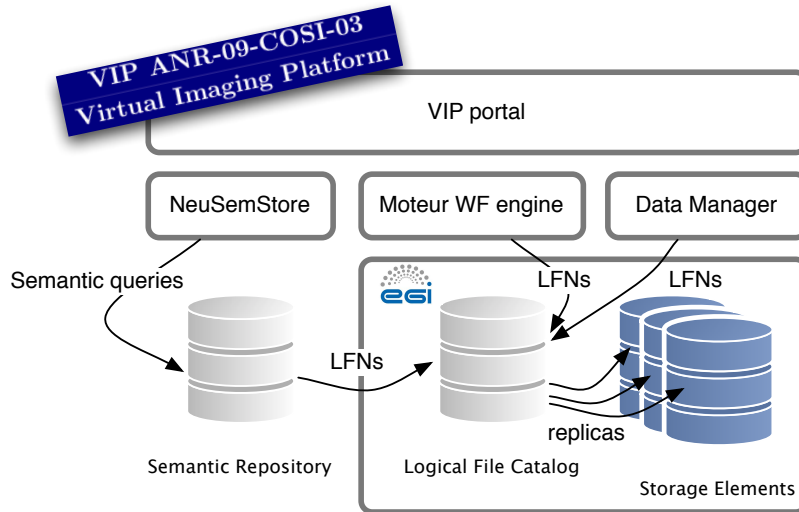 VIP ANR-09-COSI-03
Virtual Imaging Platform
VIP portal
NeuSemStore
Moteur WF engine
Data Manager
Semantic queries
egi
LFNs
LFNs
LFNs
replicas
Semantic Repository
Logical File Catalog
Storage Elements